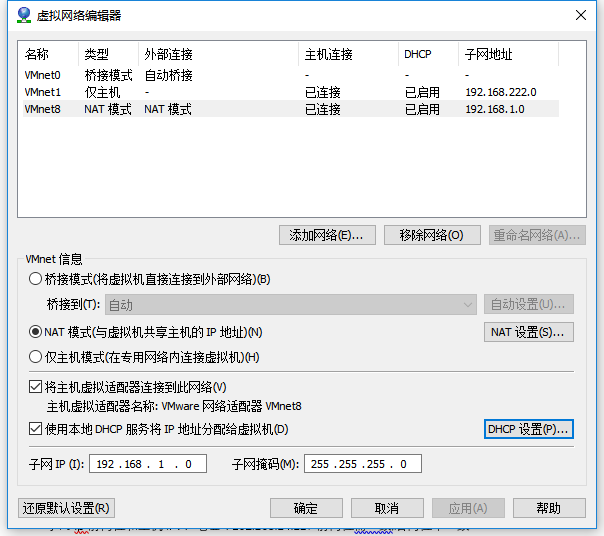 虚拟网络编辑器
名称 类型 外部连接 主机连接 DHCP 子网地址
VMnet0 桥接模式 自动桥接 - - -
VMnet1 仅主机 - 已连接 已启用 192.168.222.0
VMnet8 NAT 模式 NAT 模式 已连接 已启用 192.168.1.0
添加网络(E)... 移除网络(O) 重命名网络(A)...
VMnet 信息
桥接模式(将虚拟机直接连接到外部网络)(B)
桥接到(T): 自动 自动设置(U)...
NAT 模式(与虚拟机共享主机的 IP 地址)(N) NAT 设置(S)...
仅主机模式(在专用网络内连接虚拟机)(H)
将主机虚拟适配器连接到此网络(V)
主机虚拟适配器名称: VMware 网络适配器 VMnet8
使用本地 DHCP 服务将 IP 地址分配给虚拟机(D) DHCP 设置(P)...
子网 IP (I): 192 .168 . 1 . 0 子网掩码(M): 255 .255 .255 . 0
还原默认设置(R) 确定 取消 应用(A) 帮助